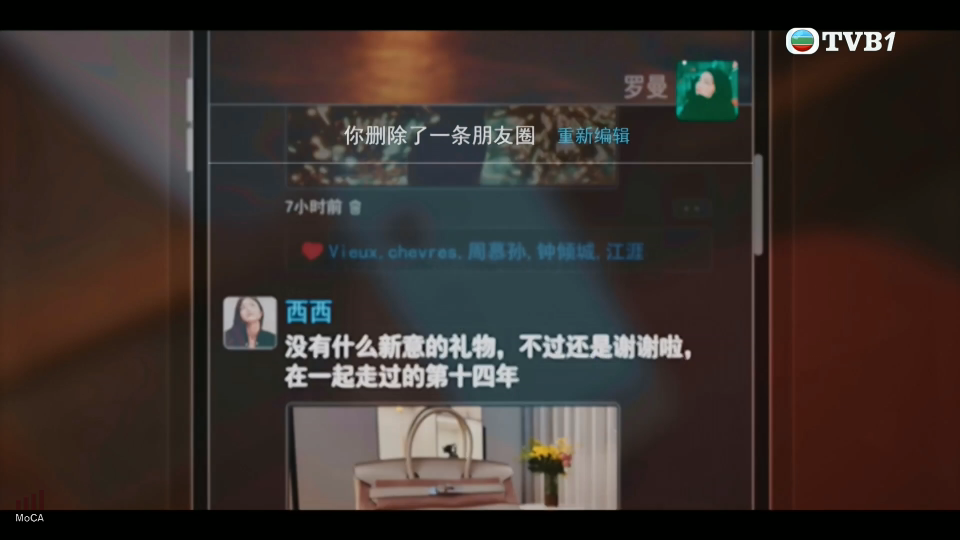 TVB1
罗曼
你删除了一条朋友圈 重新编辑
7小时前
Vieux.chevres, 周慕孙, 钟倾城, 江涯
西西
没有什么新意的礼物，不过还是谢谢啦，
在一起走过的第十四年
MoCA